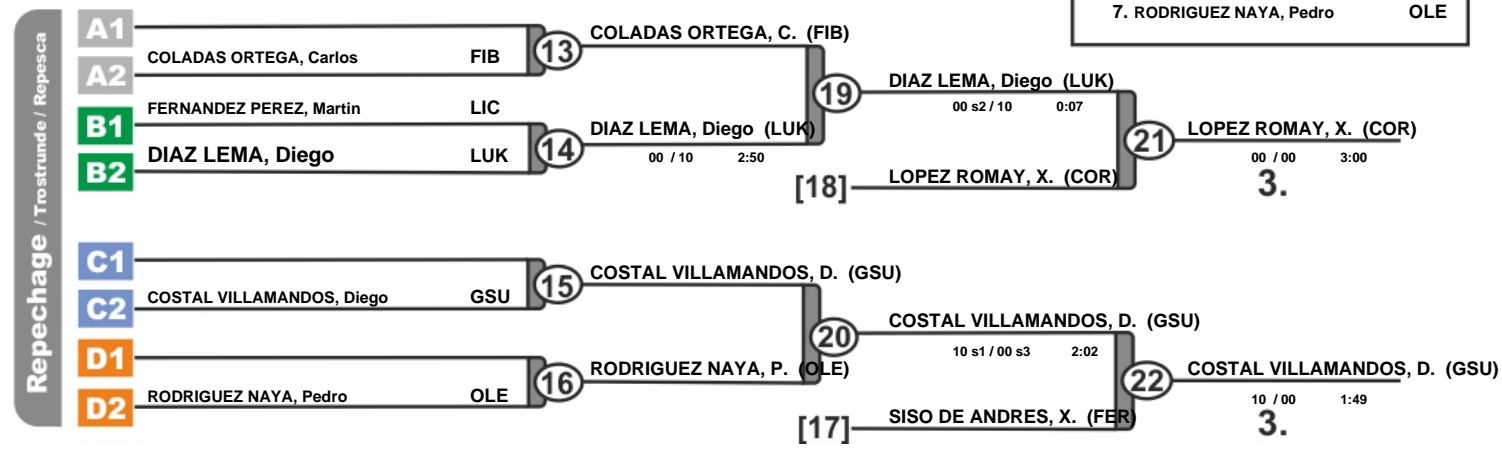 7. RODRIGUEZ NAYA, Pedro OLE
Repechage / Trostrunde / Repesca
A1
COLADAS ORTEGA, Carlos FIB
A2
13
COLADAS ORTEGA, C. (FIB)
FERNANDEZ PEREZ, Martin LIC
B1
DIAZ LEMA, Diego LUK
B2
14
DIAZ LEMA, Diego (LUK)
00 / 10 2:50
19
DIAZ LEMA, Diego (LUK)
00 s2 / 10 0:07
[18]
LOPEZ ROMAY, X. (COR)
21
LOPEZ ROMAY, X. (COR)
00 / 00 3:00
3.
C1
COSTAL VILLAMANDOS, Diego GSU
C2
15
COSTAL VILLAMANDOS, D. (GSU)
D1
RODRIGUEZ NAYA, Pedro OLE
D2
16
RODRIGUEZ NAYA, P. (OLE)
20
COSTAL VILLAMANDOS, D. (GSU)
10 s1 / 00 s3 2:02
[17]
SISO DE ANDRES, X. (FER)
22
COSTAL VILLAMANDOS, D. (GSU)
10 / 00 1:49
3.